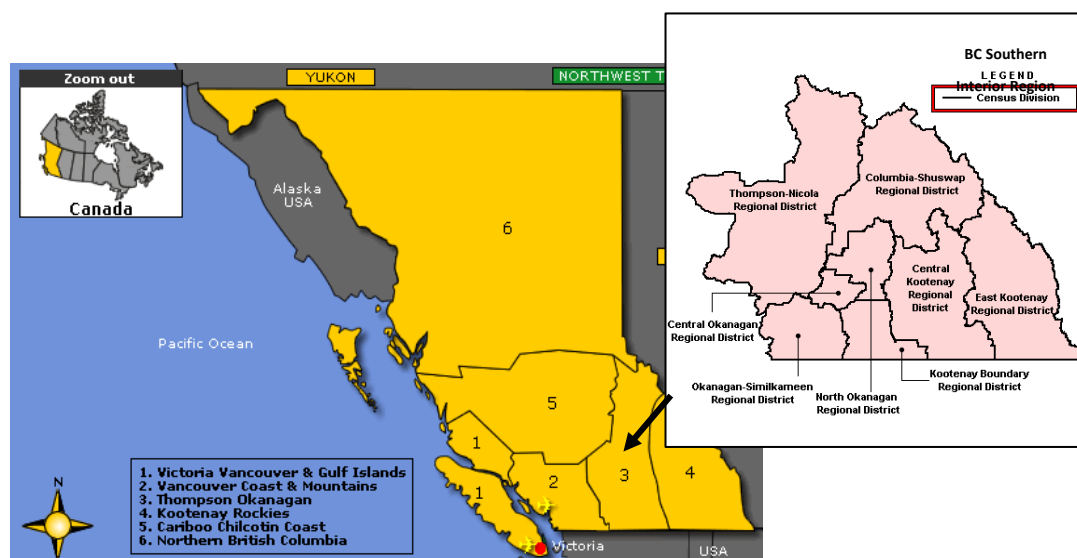 Zoom out
Canada
YUKON
NORTHWEST T
Alaska
USA
6
Pacific Ocean
5
1
1
2
3
4
1. Victoria Vancouver & Gulf Islands
2. Vancouver Coast & Mountains
3. Thompson Okanagan
4. Kootenay Rockies
5. Cariboo Chilcotin Coast
6. Northern British Columbia
N
Victoria
USA
BC Southern
Interior Region
LEGEND
Census Division
Thompson-Nicola
Regional District
Columbia-Shuswap
Regional District
Central
Kootenay
Regional
District
East Kootenay
Regional District
Central Okanagan
Regional District
Okanagan-Similkameen
Regional District
North Okanagan
Regional District
Kootenay Boundary
Regional District